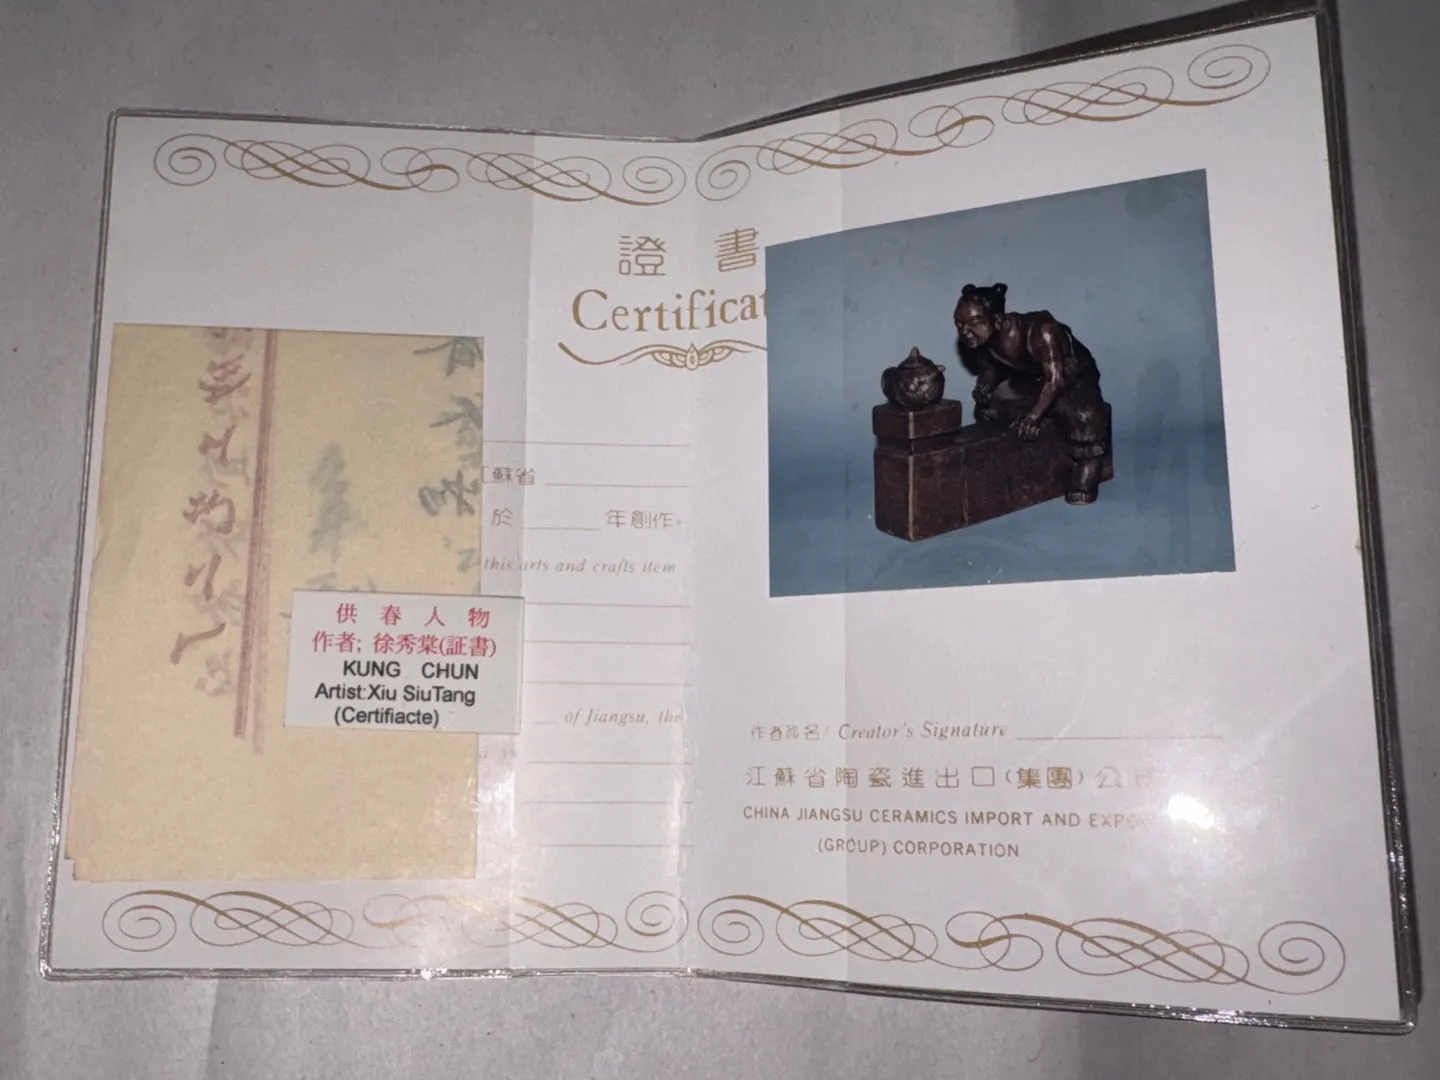 證書
Certificat
江蘇省
於 年創作。
this arts and crafts item
of Jiangsu, the
供春人物
作者; 徐秀棠(証書)
KUNG CHUN
Artist:Xiu SiuTang
(Certifiacte)
作者簽名: Creator's Signature
江蘇省陶瓷進出口(集團)公司
CHINA JIANGSU CERAMICS IMPORT AND EXPO
(GROUP) CORPORATION